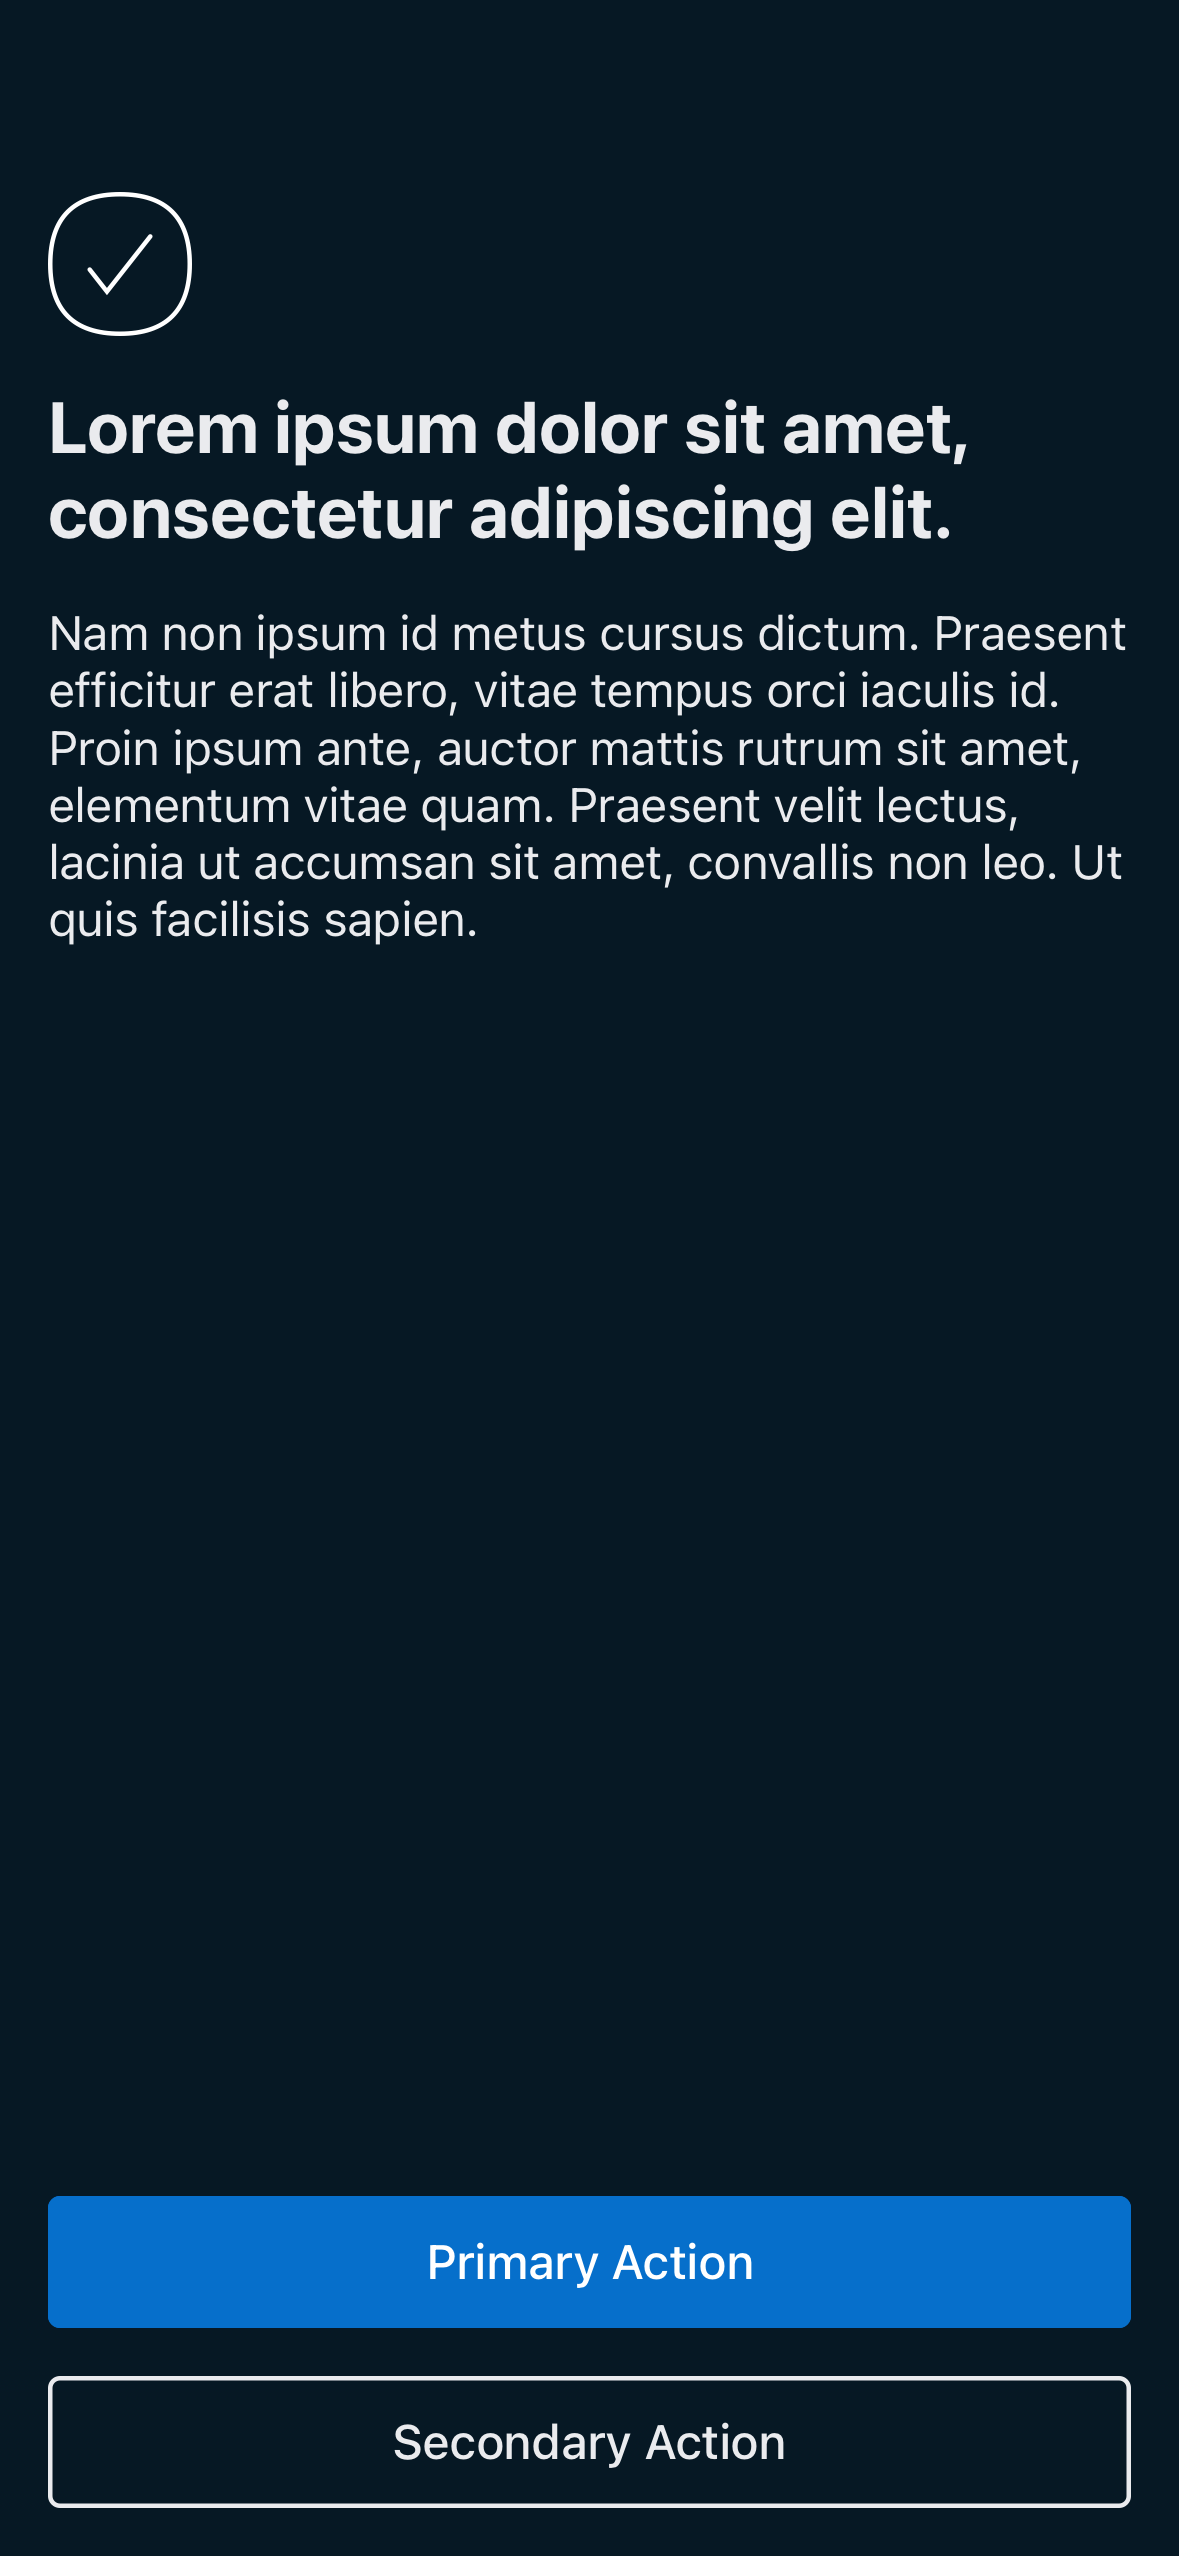 Lorem ipsum dolor sit amet,
consectetur adipiscing elit.
Nam non ipsum id metus cursus dictum. Praesent
efficitur erat libero, vitae tempus orci iaculis id.
Proin ipsum ante, auctor mattis rutrum sit amet,
elementum vitae quam. Praesent velit lectus,
lacinia ut accumsan sit amet, convallis non leo. Ut
quis facilisis sapien.
Primary Action
Secondary Action